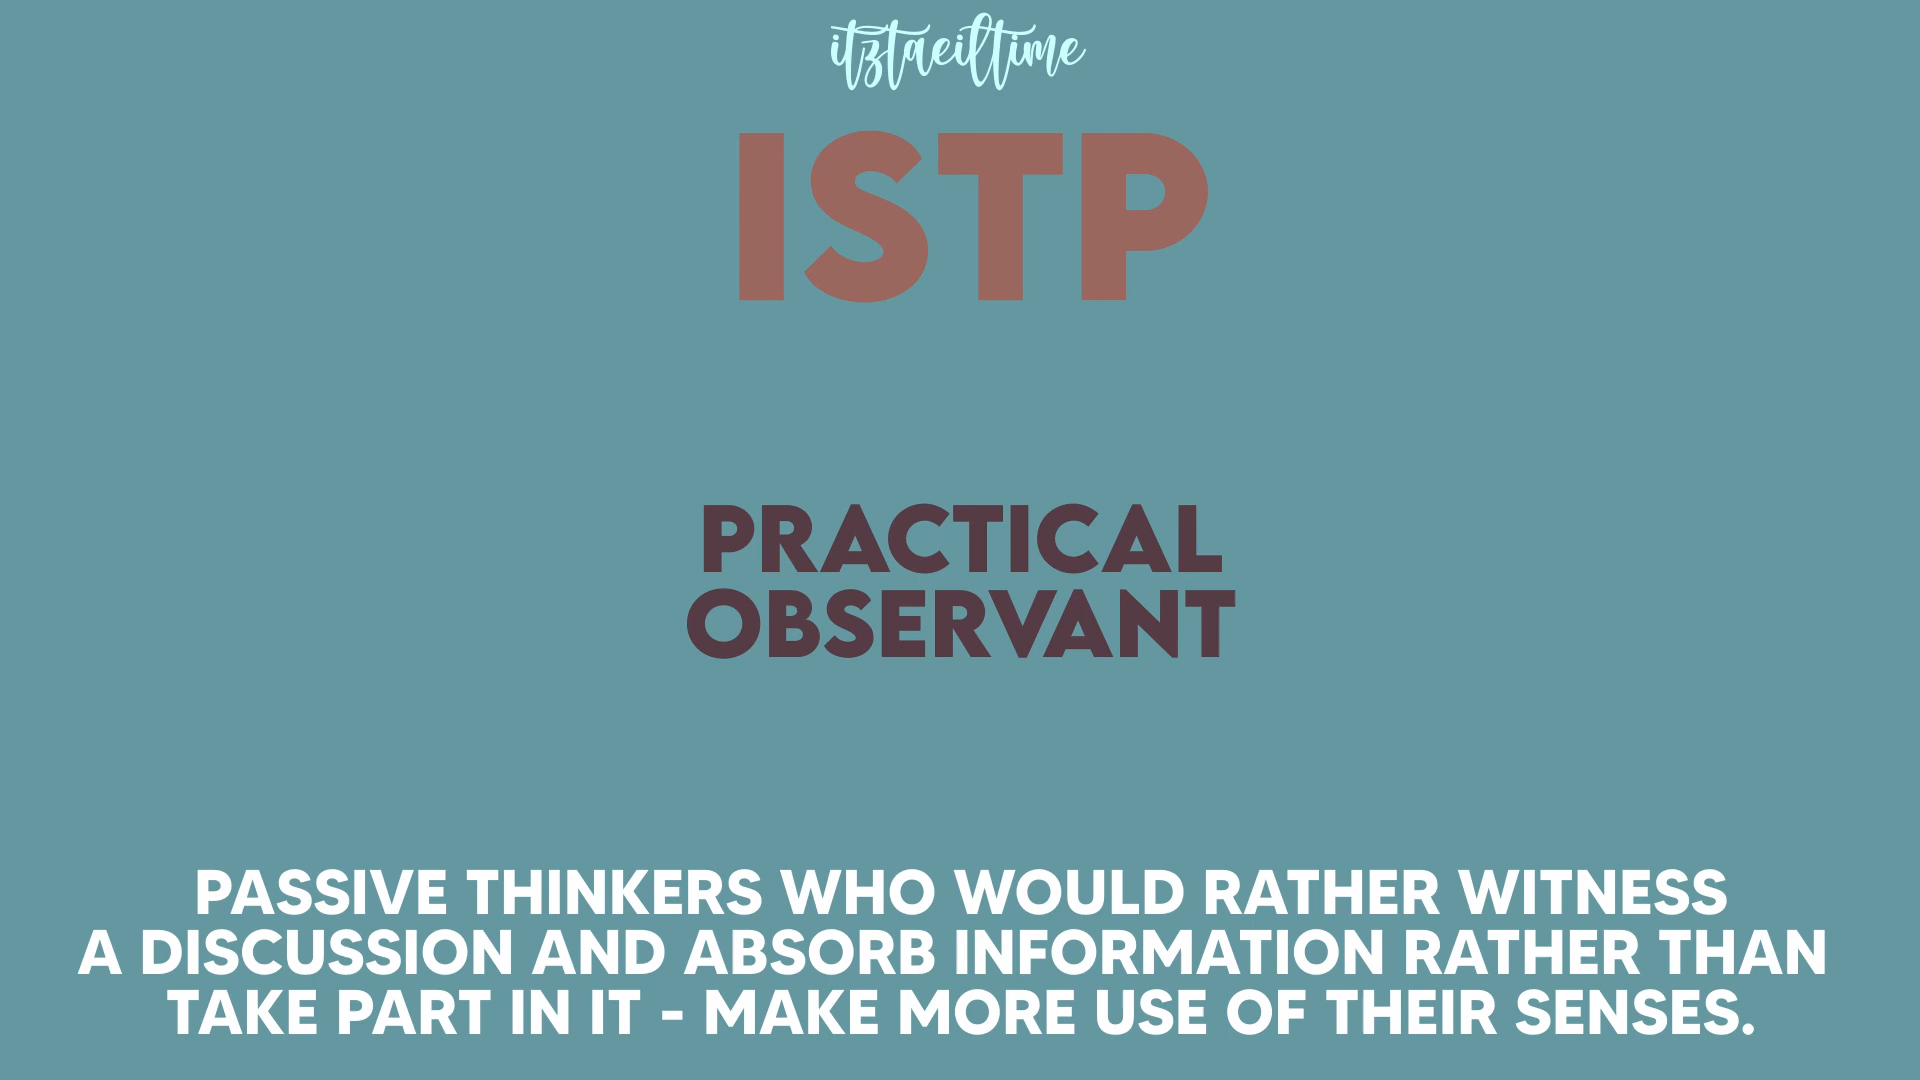 itztaeiltime
ISTP
PRACTICAL
OBSERVANT
PASSIVE THINKERS WHO WOULD RATHER WITNESS
A DISCUSSION AND ABSORB INFORMATION RATHER THAN
TAKE PART IN IT - MAKE MORE USE OF THEIR SENSES.